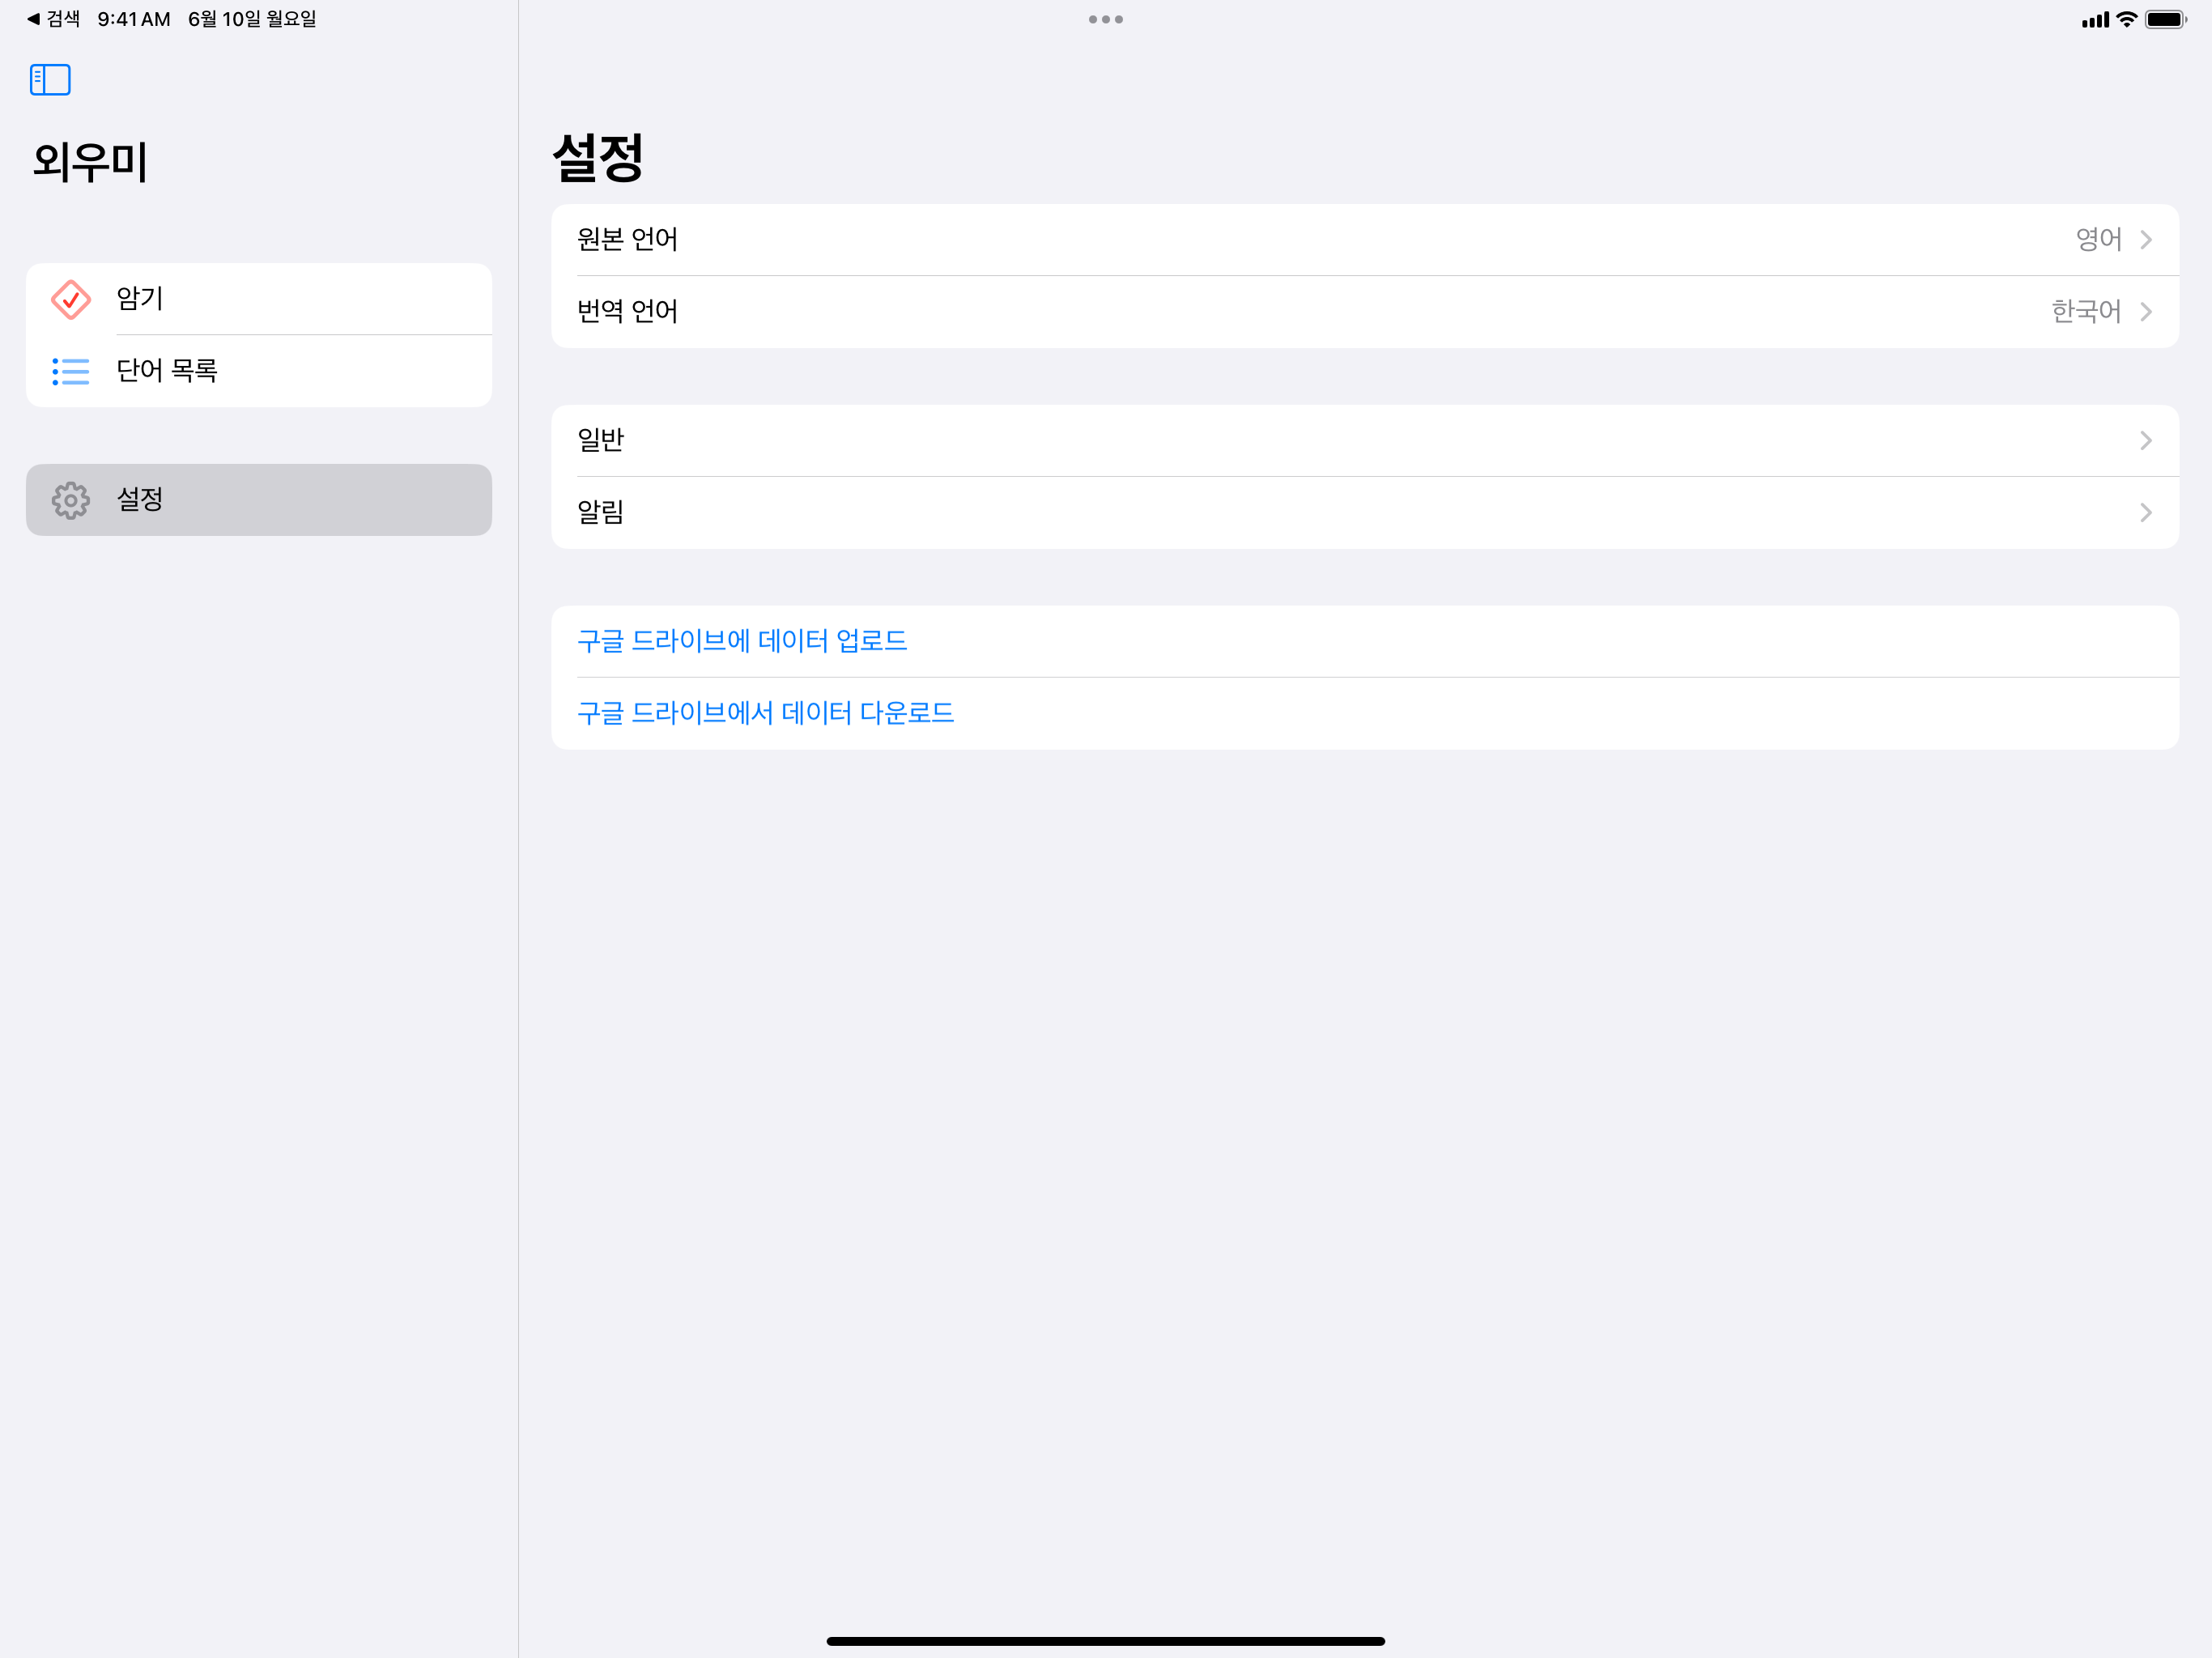 검색 9:41 AM 6월 10일 월요일
외우미
암기
단어 목록
설정
설정
원본 언어 영어
번역 언어 한국어
일반
알림
구글 드라이브에 데이터 업로드
구글 드라이브에서 데이터 다운로드